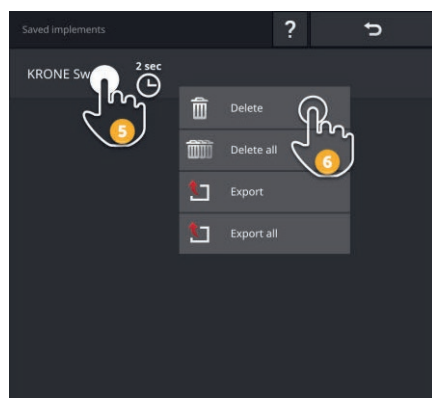 Saved implements
?
KRONE Sw
2 sec
5
Delete
6
Delete all
Export
Export all